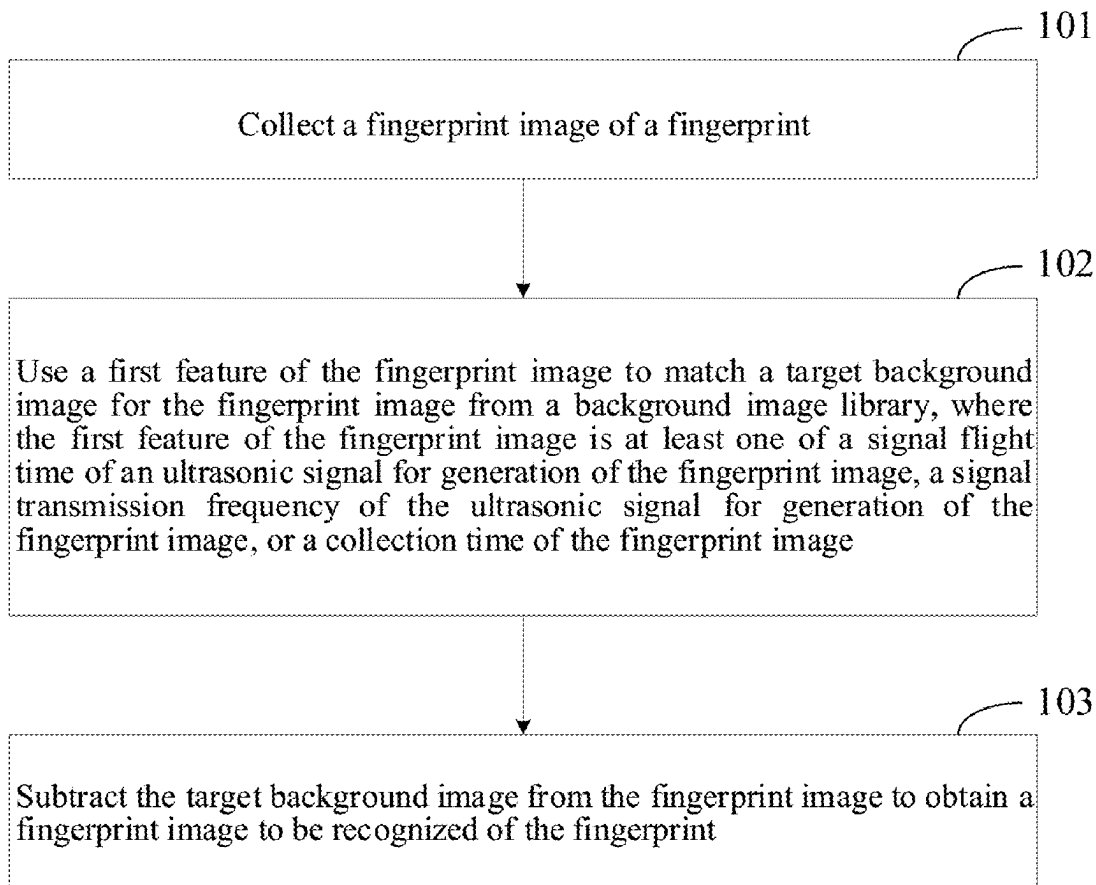 101
Collect a fingerprint image of a fingerprint
102
Use a first feature of the fingerprint image to match a target background
image for the fingerprint image from a background image library, where
the first feature of the fingerprint image is at least one of a signal flight
time of an ultrasonic signal for generation of the fingerprint image, a signal
transmission frequency of the ultrasonic signal for generation of the
fingerprint image, or a collection time of the fingerprint image
103
Subtract the target background image from the fingerprint image to obtain a
fingerprint image to be recognized of the fingerprint